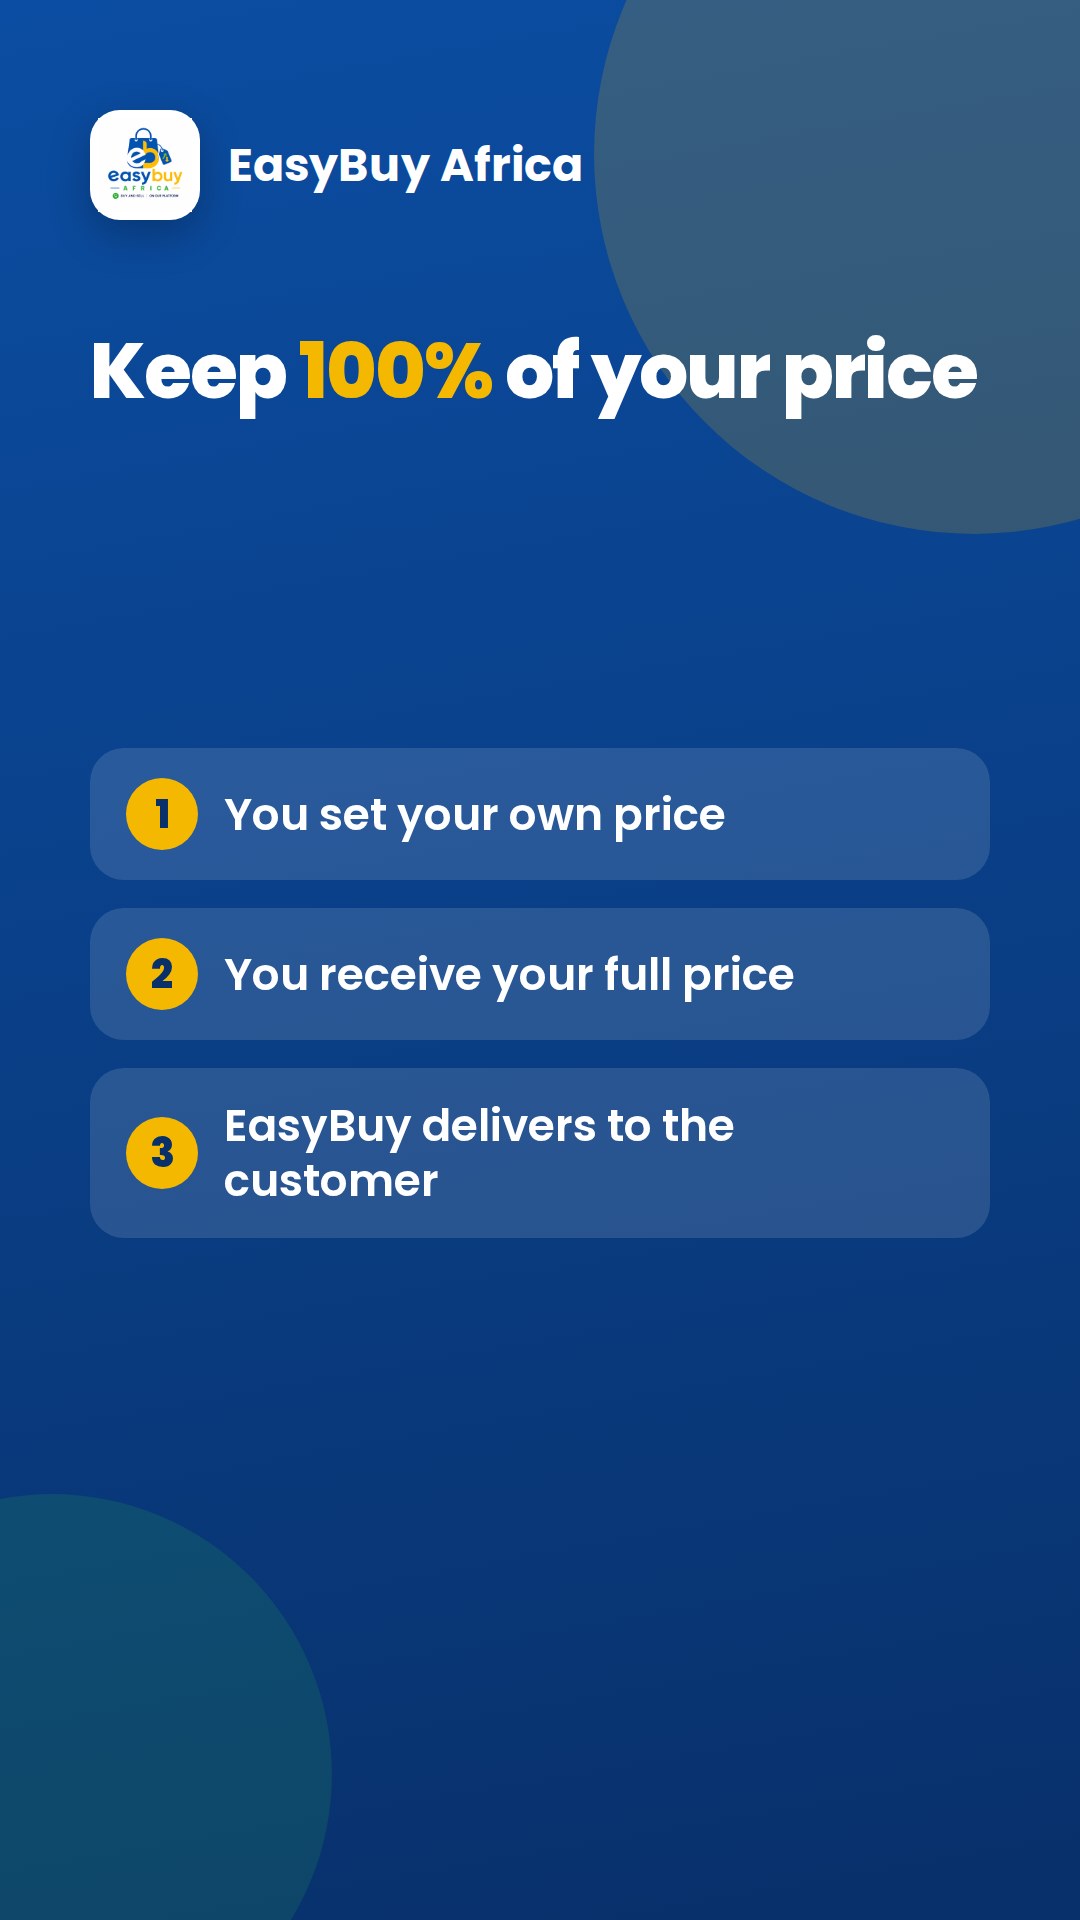 easybuy
AFRICA
EasyBuy Africa
Keep 100% of your price
1 You set your own price
2 You receive your full price
3 EasyBuy delivers to the
customer